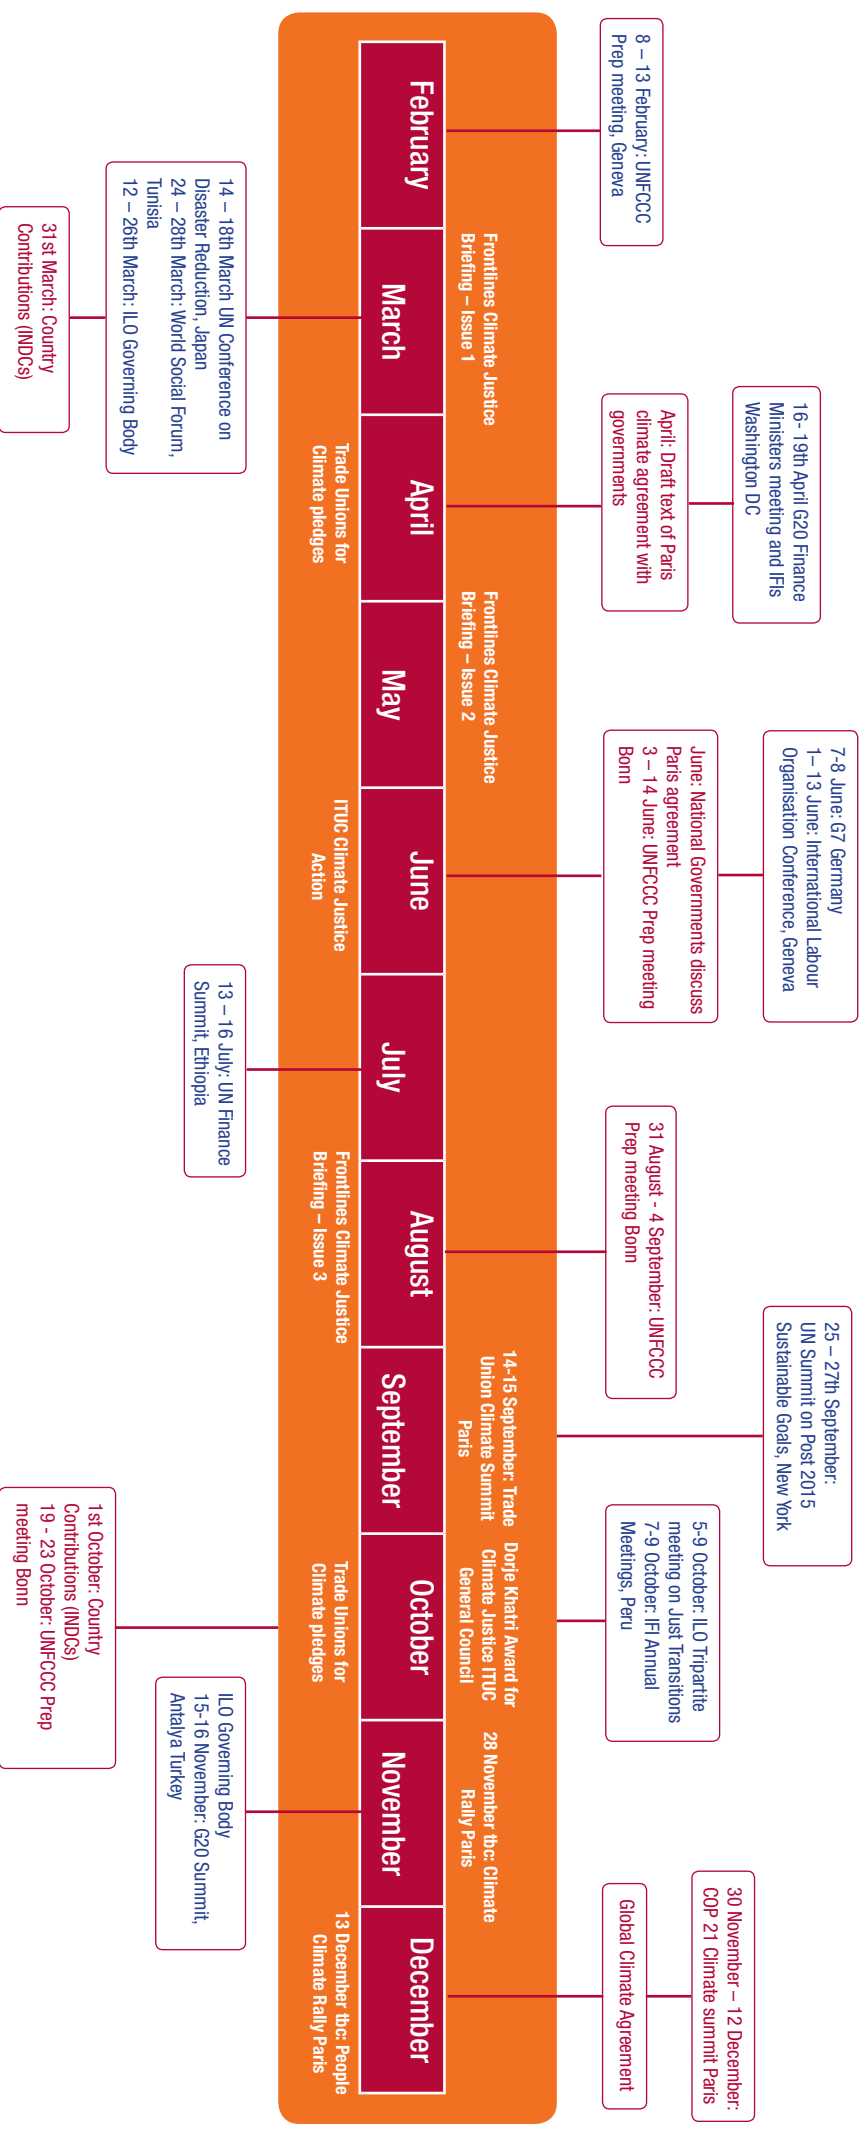 8 – 13 February: UNFCCC
Prep meeting, Geneva
16- 19th April G20 Finance
Ministers meeting and IFIs
Washington DC
April: Draft text of Paris
climate agreement with
governments
7-8 June: G7 Germany
1– 13 June: International Labour
Organisation Conference, Geneva
June: National Governments discuss
Paris agreement
3 – 14 June: UNFCCC Prep meeting
Bonn
31 August - 4 September: UNFCCC
Prep meeting Bonn
25 – 27th September:
UN Summit on Post 2015
Sustainable Goals, New York
5-9 October: ILO Tripartite
meeting on Just Transitions
7-9 October: IFI Annual
Meetings, Peru
30 November – 12 December:
COP 21 Climate summit Paris
Global Climate Agreement
Frontlines Climate Justice
Briefing – Issue 1
Frontlines Climate Justice
Briefing – Issue 2
14-15 September: Trade
Union Climate Summit
Paris
Dorje Khatri Award for
Climate Justice ITUC
General Council
28 November tbc: Climate
Rally Paris
February
March
April
May
June
July
August
September
October
November
December
Trade Unions for
Climate pledges
ITUC Climate Justice
Action
Frontlines Climate Justice
Briefing – Issue 3
Trade Unions for
Climate pledges
13 December tbc: People
Climate Rally Paris
14 – 18th March UN Conference on
Disaster Reduction, Japan
24 – 28th March: World Social Forum,
Tunisia
12 – 26th March: ILO Governing Body
31st March: Country
Contributions (INDCs)
13 – 16 July: UN Finance
Summit, Ethiopia
1st October: Country
Contributions (INDCs)
19 - 23 October: UNFCCC Prep
meeting Bonn
ILO Governing Body
15-16 November: G20 Summit,
Antalya Turkey